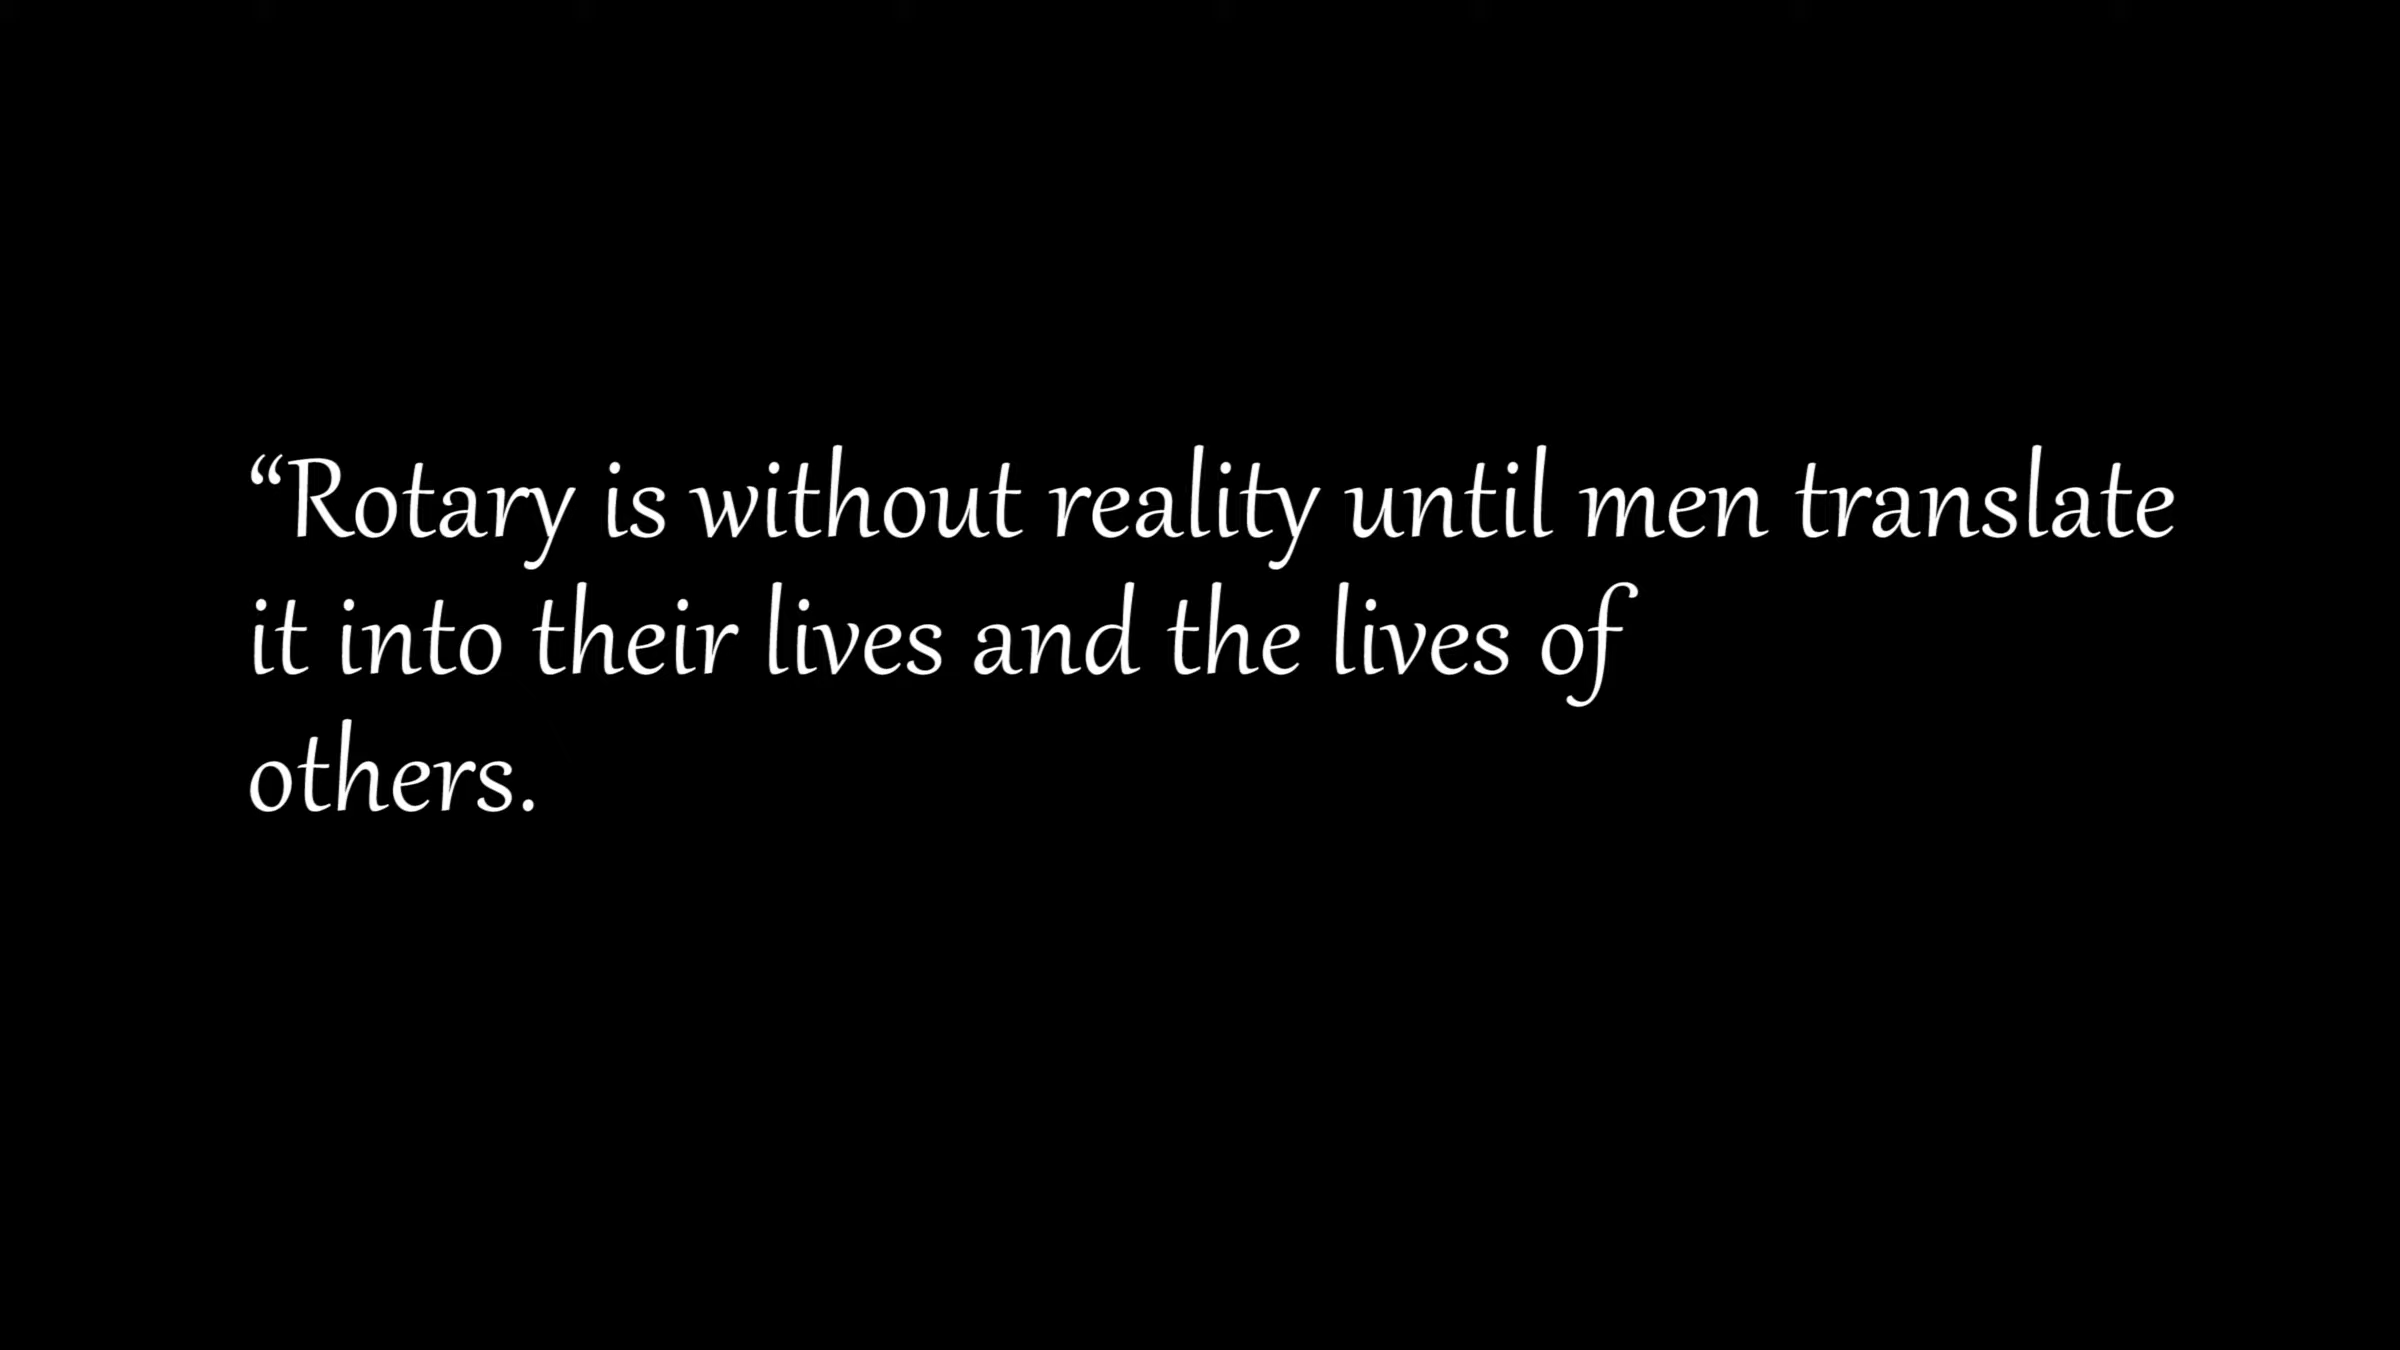 “Rotary is without reality until men translate
it into their lives and the lives of
others.